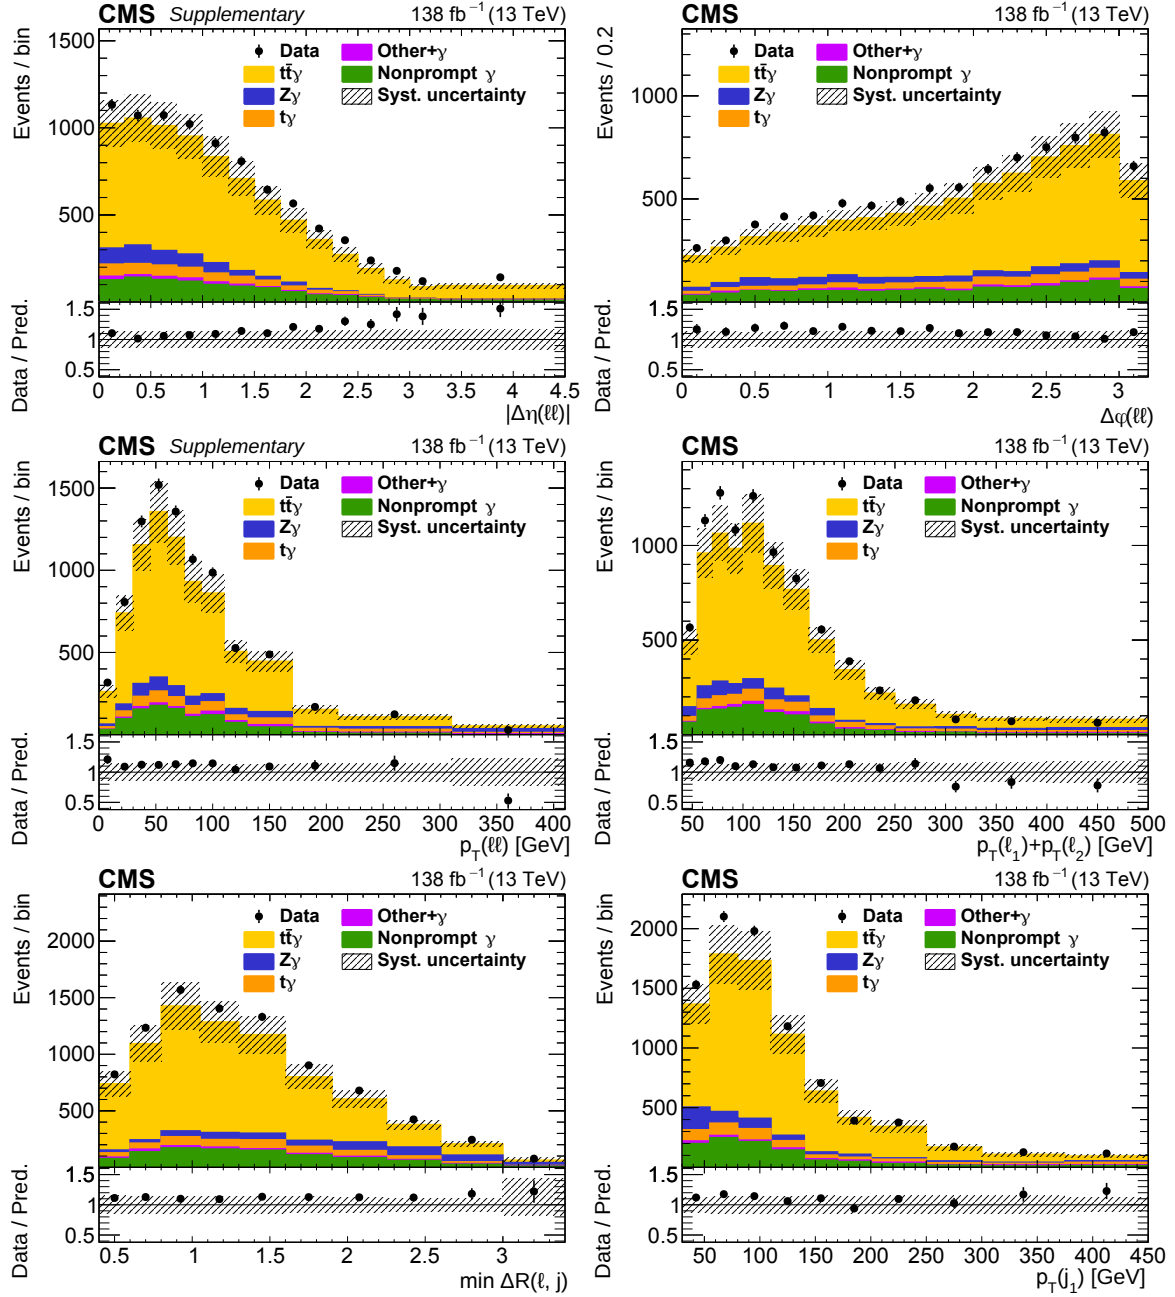 CMS Supplementary 138 fb⁻¹ (13 TeV)
Events / bin
1500
1000
500
Data
tt̄γ
Zγ
tγ
Other+γ
Nonprompt γ
Syst. uncertainty
Data / Pred.
1.5
1
0.5
0 0.5 1 1.5 2 2.5 3 3.5 4 4.5
|Δη(ℓℓ)|
CMS 138 fb⁻¹ (13 TeV)
Events / 0.2
1000
500
Data
tt̄γ
Zγ
tγ
Other+γ
Nonprompt γ
Syst. uncertainty
Data / Pred.
1.5
1
0.5
0 0.5 1 1.5 2 2.5 3
Δφ(ℓℓ)
CMS Supplementary 138 fb⁻¹ (13 TeV)
Events / bin
1500
1000
500
Data
tt̄γ
Zγ
tγ
Other+γ
Nonprompt γ
Syst. uncertainty
Data / Pred.
1.5
1
0.5
0 50 100 150 200 250 300 350 400
p_T(ℓℓ) [GeV]
CMS 138 fb⁻¹ (13 TeV)
Events / bin
1000
500
Data
tt̄γ
Zγ
tγ
Other+γ
Nonprompt γ
Syst. uncertainty
Data / Pred.
1.5
1
0.5
50 100 150 200 250 300 350 400 450 500
p_T(ℓ₁)+p_T(ℓ₂) [GeV]
CMS 138 fb⁻¹ (13 TeV)
Events / bin
2000
1500
1000
500
Data
tt̄γ
Zγ
tγ
Other+γ
Nonprompt γ
Syst. uncertainty
Data / Pred.
1.5
1
0.5
0.5 1 1.5 2 2.5 3
min ΔR(ℓ, j)
CMS 138 fb⁻¹ (13 TeV)
Events / bin
2000
1500
1000
500
Data
tt̄γ
Zγ
tγ
Other+γ
Nonprompt γ
Syst. uncertainty
Data / Pred.
1.5
1
0.5
50 100 150 200 250 300 350 400 450
p_T(j₁) [GeV]